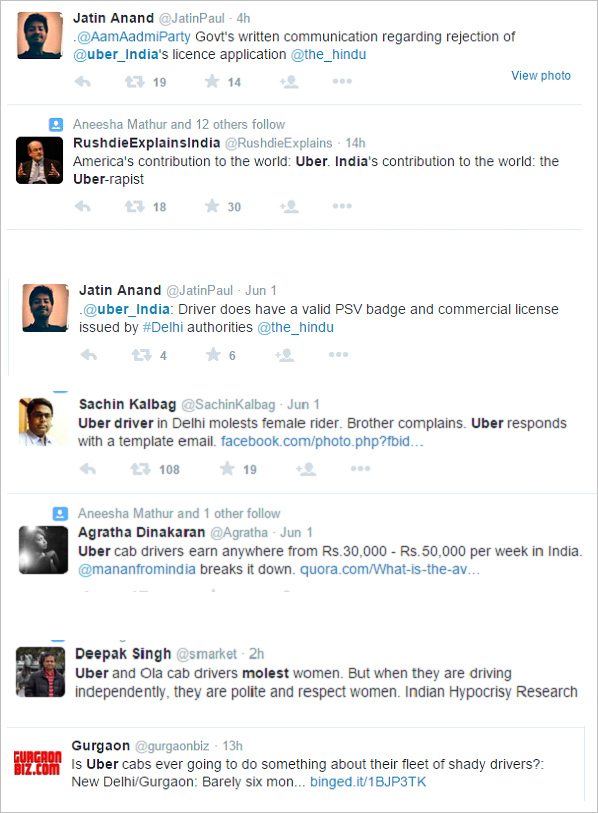 Jatin Anand @JatinPaul · 4h
.@AamAadmiParty Govt's written communication regarding rejection of
@uber_India's licence application @the_hindu
19 14 View photo
Aneesha Mathur and 12 others follow
RushdieExplainsIndia @RushdieExplains · 14h
America's contribution to the world: Uber. India's contribution to the world: the
Uber-rapist
18 30
Jatin Anand @JatinPaul · Jun 1
.@uber_India: Driver does have a valid PSV badge and commercial license
issued by #Delhi authorities @the_hindu
4 6
Sachin Kalbag @SachinKalbag · Jun 1
Uber driver in Delhi molests female rider. Brother complains. Uber responds
with a template email. facebook.com/photo.php?fbid...
108 19
Aneesha Mathur and 1 other follow
Agratha Dinakaran @Agratha · Jun 1
Uber cab drivers earn anywhere from Rs.30,000 - Rs.50,000 per week in India.
@mananfromindia breaks it down. quora.com/What-is-the-av...
Deepak Singh @smarket · 2h
Uber and Ola cab drivers molest women. But when they are driving
independently, they are polite and respect women. Indian Hypocrisy Research
GURGAON
BIZ.COM
Gurgaon @gurgaonbiz · 13h
Is Uber cabs ever going to do something about their fleet of shady drivers?:
New Delhi/Gurgaon: Barely six mon... binged.it/1BJP3TK